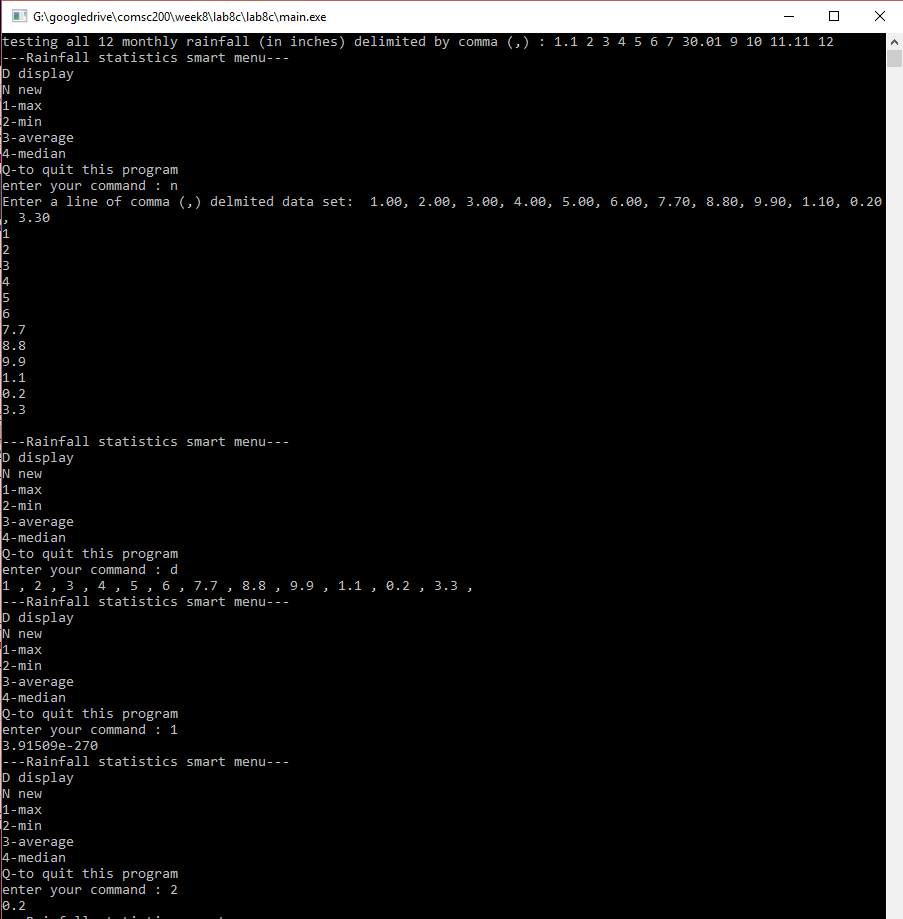 G:\googledrive\comsc200\week8\lab8c\lab8c\main.exe
testing all 12 monthly rainfall (in inches) delimited by comma (,) : 1.1 2 3 4 5 6 7 30.01 9 10 11.11 12
---Rainfall statistics smart menu---
D display
N new
1-max
2-min
3-average
4-median
Q-to quit this program
enter your command : n
Enter a line of comma (,) delmited data set:  1.00, 2.00, 3.00, 4.00, 5.00, 6.00, 7.70, 8.80, 9.90, 1.10, 0.20
, 3.30
1
2
3
4
5
6
7.7
8.8
9.9
1.1
0.2
3.3

---Rainfall statistics smart menu---
D display
N new
1-max
2-min
3-average
4-median
Q-to quit this program
enter your command : d
1 , 2 , 3 , 4 , 5 , 6 , 7.7 , 8.8 , 9.9 , 1.1 , 0.2 , 3.3 ,
---Rainfall statistics smart menu---
D display
N new
1-max
2-min
3-average
4-median
Q-to quit this program
enter your command : 1
3.91509e-270
---Rainfall statistics smart menu---
D display
N new
1-max
2-min
3-average
4-median
Q-to quit this program
enter your command : 2
0.2